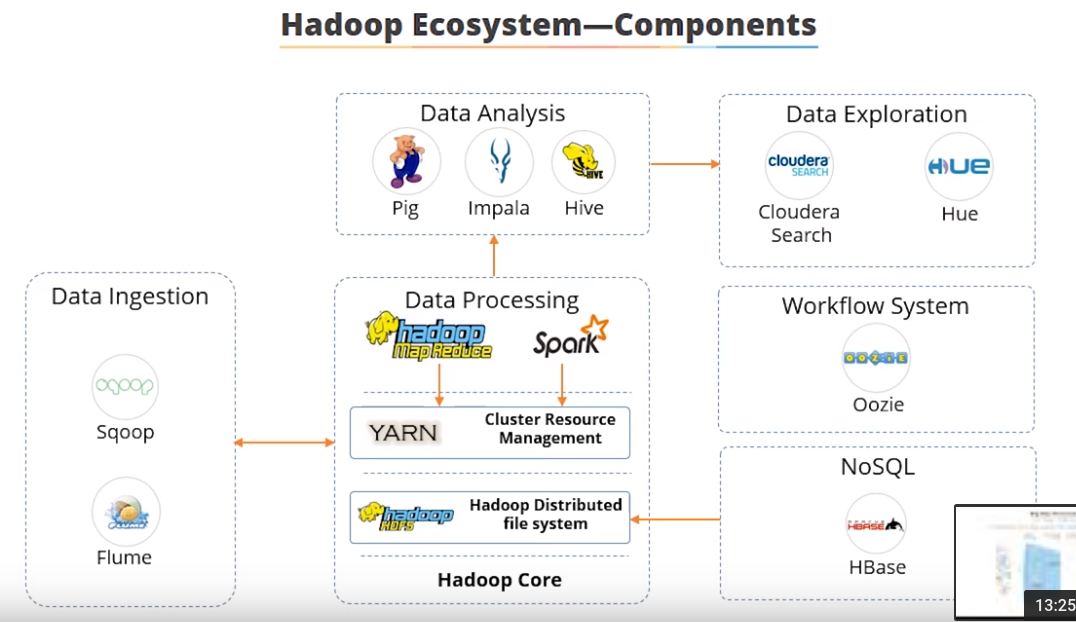 Hadoop Ecosystem—Components
Data Analysis
HIVE
Pig
Impala
Hive
Data Exploration
cloudera
SEARCH
HUE
Cloudera
Search
Hue
Data Ingestion
sqoop
Sqoop
Flume
Data Processing
hadoop
Map Reduce
Spark
YARN
Cluster Resource
Management
hadoop
HDFS
Hadoop Distributed
file system
Hadoop Core
Workflow System
OOZIE
Oozie
NoSQL
APACHE
HBASE
HBase
13:25